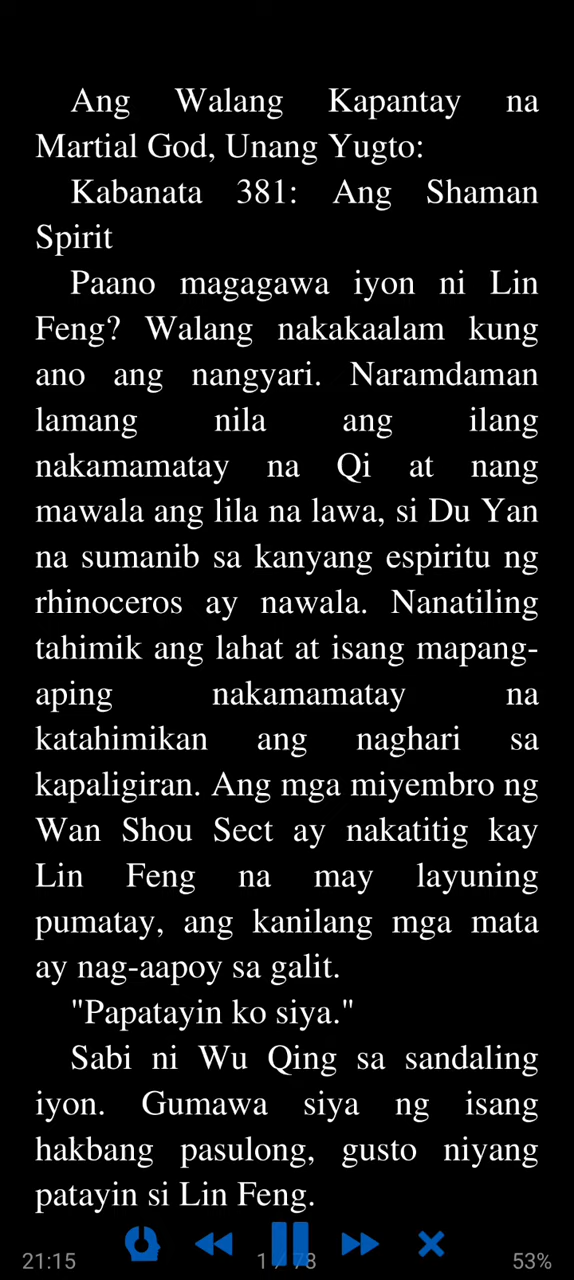 Ang Walang Kapantay na
Martial God, Unang Yugto:
Kabanata 381: Ang Shaman
Spirit
Paano magagawa iyon ni Lin
Feng? Walang nakakaalam kung
ano ang nangyari. Naramdaman
lamang nila ang ilang
nakamamatay na Qi at nang
mawala ang lila na lawa, si Du Yan
na sumanib sa kanyang espiritu ng
rhinoceros ay nawala. Nanatiling
tahimik ang lahat at isang mapang-
aping nakamamatay na
katahimikan ang naghari sa
kapaligiran. Ang mga miyembro ng
Wan Shou Sect ay nakatitig kay
Lin Feng na may layuning
pumatay, ang kanilang mga mata
ay nag-aapoy sa galit.
"Papatayin ko siya."
Sabi ni Wu Qing sa sandaling
iyon. Gumawa siya ng isang
hakbang pasulong, gusto niyang
patayin si Lin Feng.
21:15 1 / 78 53%